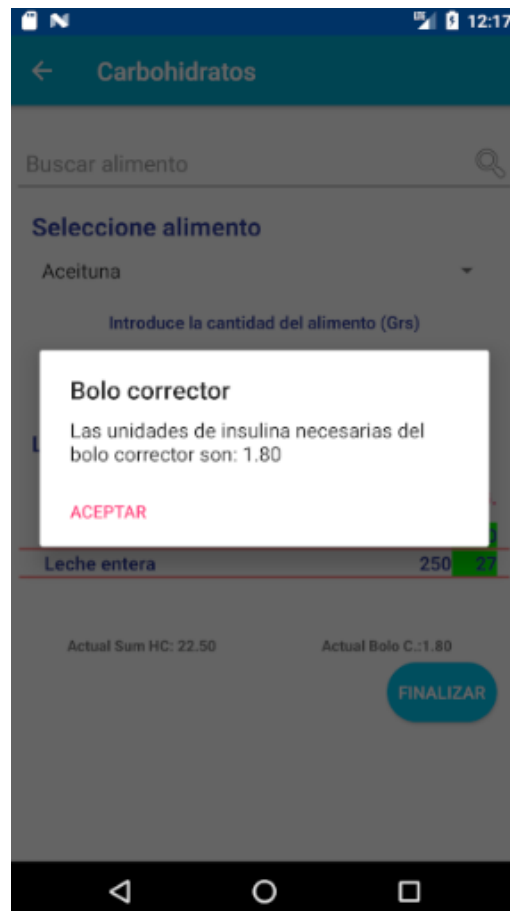 12:17
Carbohidratos
Buscar alimento
Seleccione alimento
Aceituna
Introduce la cantidad del alimento (Grs)
Bolo corrector
Las unidades de insulina necesarias del
bolo corrector son: 1.80
ACEPTAR
Leche entera 250 27
Actual Sum HC: 22.50 Actual Bolo C.:1.80
FINALIZAR